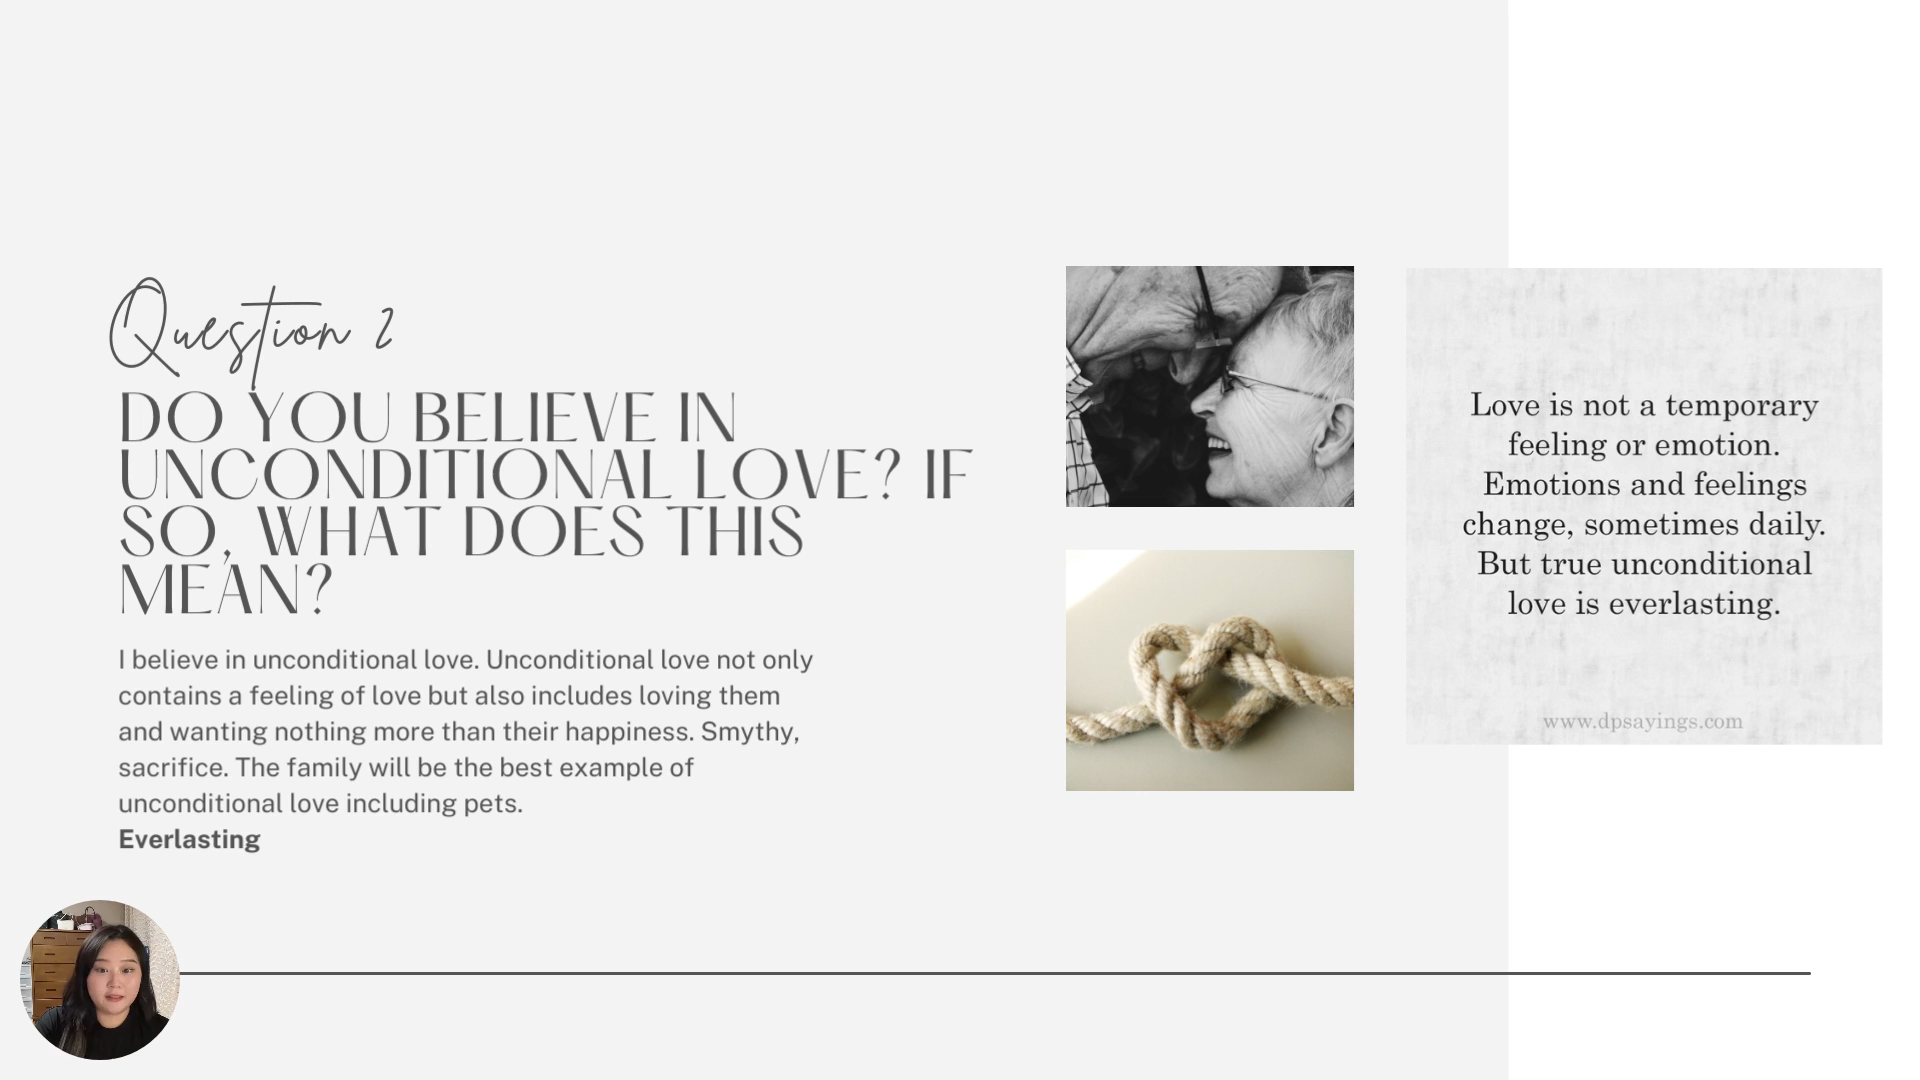 Question 2
DO YOU BELIEVE IN
UNCONDITIONAL LOVE? IF
SO, WHAT DOES THIS
MEAN?
I believe in unconditional love. Unconditional love not only
contains a feeling of love but also includes loving them
and wanting nothing more than their happiness. Smythy,
sacrifice. The family will be the best example of
unconditional love including pets.
Everlasting
Love is not a temporary
feeling or emotion.
Emotions and feelings
change, sometimes daily.
But true unconditional
love is everlasting.
www.dpsayings.com